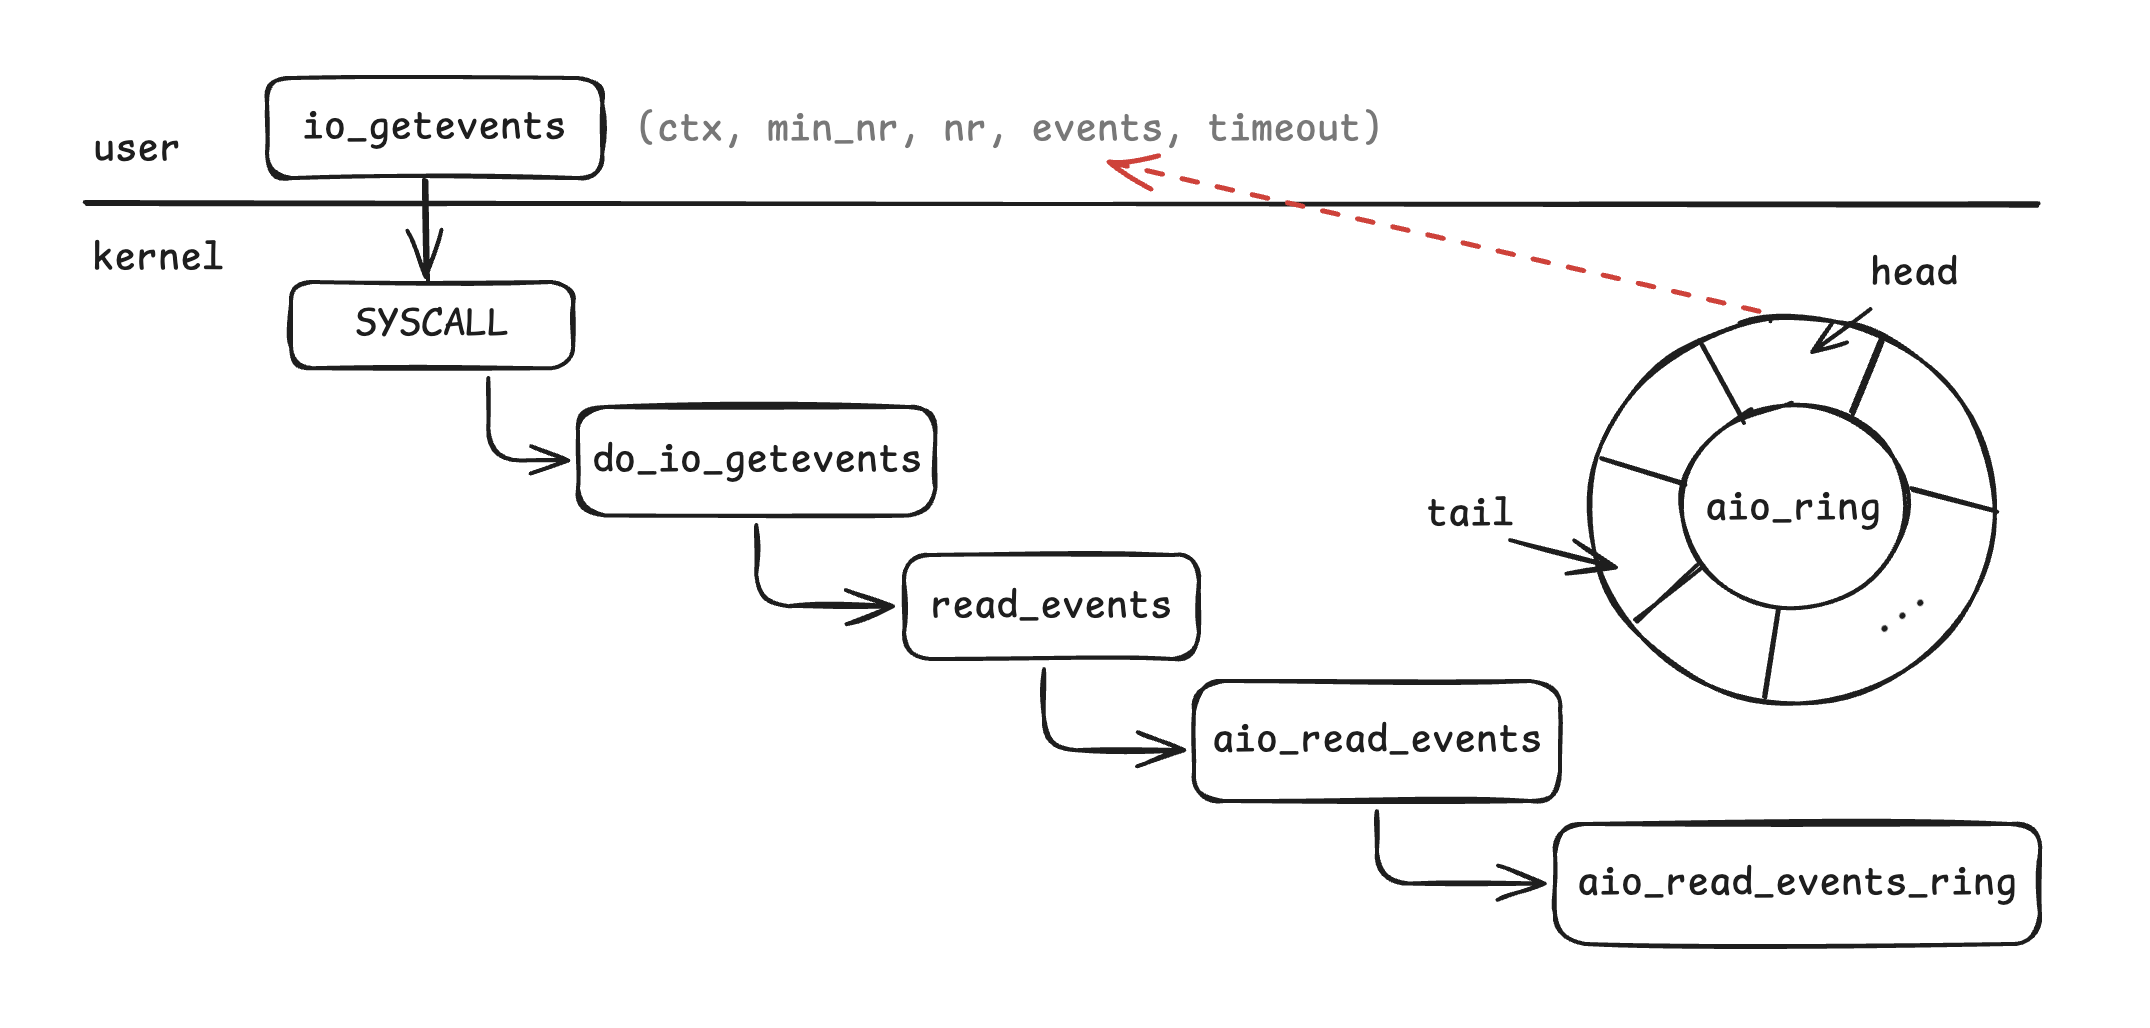 io_getevents (ctx, min_nr, nr, events, timeout)
user
kernel
head
SYSCALL
do_io_getevents
aio_ring
tail
read_events
...
aio_read_events
aio_read_events_ring